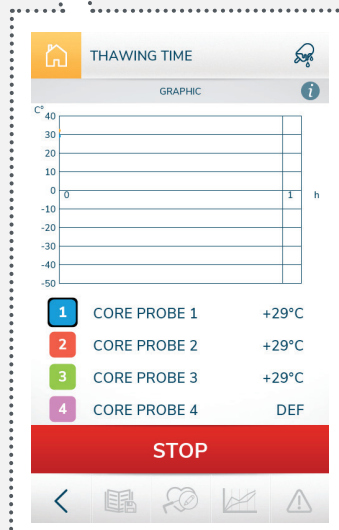 THAWING TIME
GRAPHIC
i
C°
40
30
20
10
0
0 1 h
-10
-20
-30
-40
-50
1 CORE PROBE 1 +29°C
2 CORE PROBE 2 +29°C
3 CORE PROBE 3 +29°C
4 CORE PROBE 4 DEF
STOP